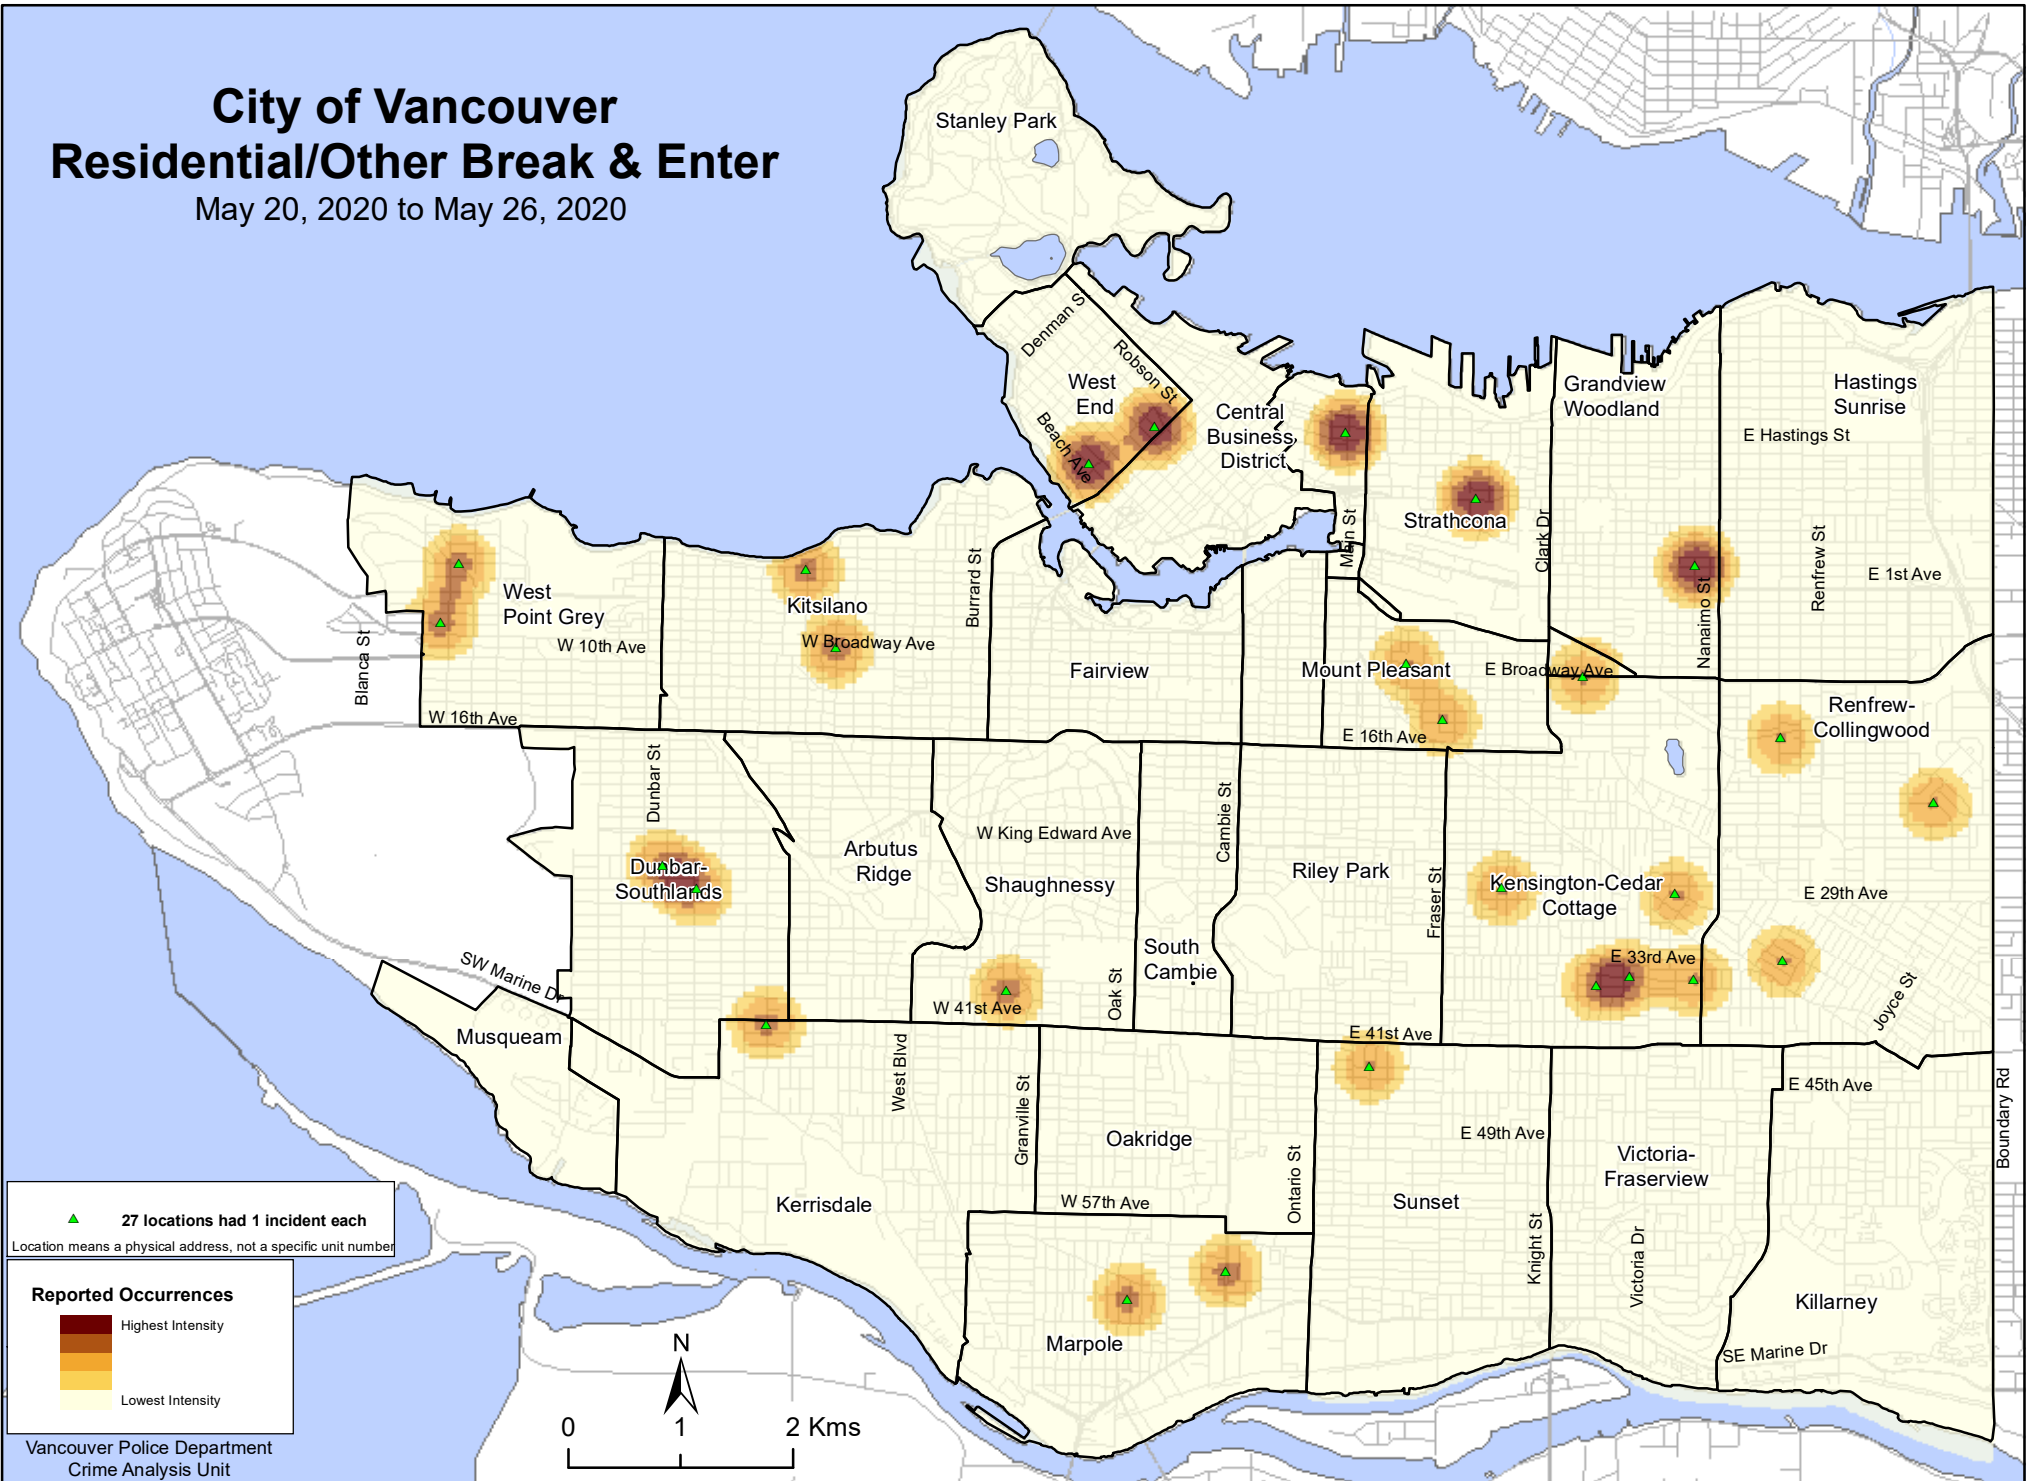 City of Vancouver
Residential/Other Break & Enter
May 20, 2020 to May 26, 2020
Stanley Park
Denman S
Robson St
West
End
Beach Ave
Central
Business
District
Grandview
Woodland
Hastings
Sunrise
E Hastings St
Main St
Strathcona
Clark Dr
Nanaimo St
Renfrew St
E 1st Ave
West
Point Grey
W 10th Ave
Blanca St
W 16th Ave
Kitsilano
W Broadway Ave
Burrard St
Fairview
Mount Pleasant
E Broadway Ave
E 16th Ave
Renfrew-
Collingwood
Dunbar St
Dunbar-
Southlands
Arbutus
Ridge
W King Edward Ave
Shaughnessy
Cambie St
South
Cambie
Oak St
W 41st Ave
Riley Park
Fraser St
Kensington-Cedar
Cottage
E 29th Ave
E 33rd Ave
Joyce St
E 41st Ave
SW Marine Dr
Musqueam
West Blvd
Granville St
Oakridge
Ontario St
W 57th Ave
Kerrisdale
Marpole
Sunset
E 49th Ave
Knight St
Victoria-
Fraserview
Victoria Dr
E 45th Ave
Boundary Rd
Killarney
SE Marine Dr
27 locations had 1 incident each
Location means a physical address, not a specific unit number
Reported Occurrences
Highest Intensity
Lowest Intensity
Vancouver Police Department
Crime Analysis Unit
N
0 1 2 Kms